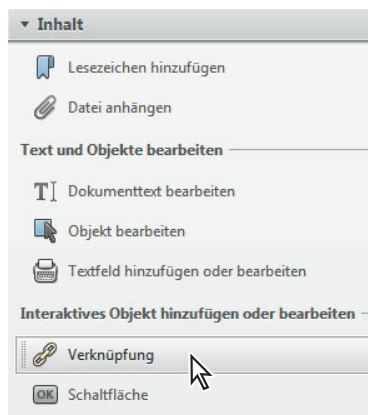 Inhalt
Lesezeichen hinzufügen
Datei anhängen
Text und Objekte bearbeiten
T Dokumenttext bearbeiten
Objekt bearbeiten
Textfeld hinzufügen oder bearbeiten
Interaktives Objekt hinzufügen oder bearbeiten
Verknüpfung
OK Schaltfläche